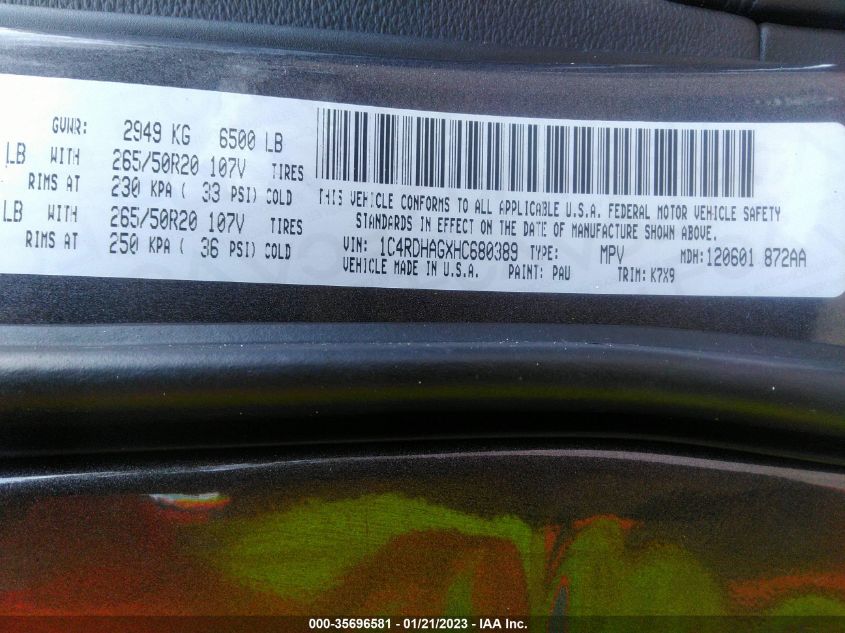 GVWR: 2949 KG 6500 LB
LB WITH 265/50R20 107V TIRES
RIMS AT 230 KPA ( 33 PSI) COLD
LB WITH 265/50R20 107V TIRES
RIMS AT 250 KPA ( 36 PSI) COLD
THIS VEHICLE CONFORMS TO ALL APPLICABLE U.S.A. FEDERAL MOTOR VEHICLE SAFETY
STANDARDS IN EFFECT ON THE DATE OF MANUFACTURE SHOWN ABOVE.
VIN: 1C4RDHAGXHC680389 TYPE: MPV MDH:120601 872AA
VEHICLE MADE IN U.S.A. PAINT: PAU TRIM: K7X9
000-35696581 - 01/21/2023 - IAA Inc.